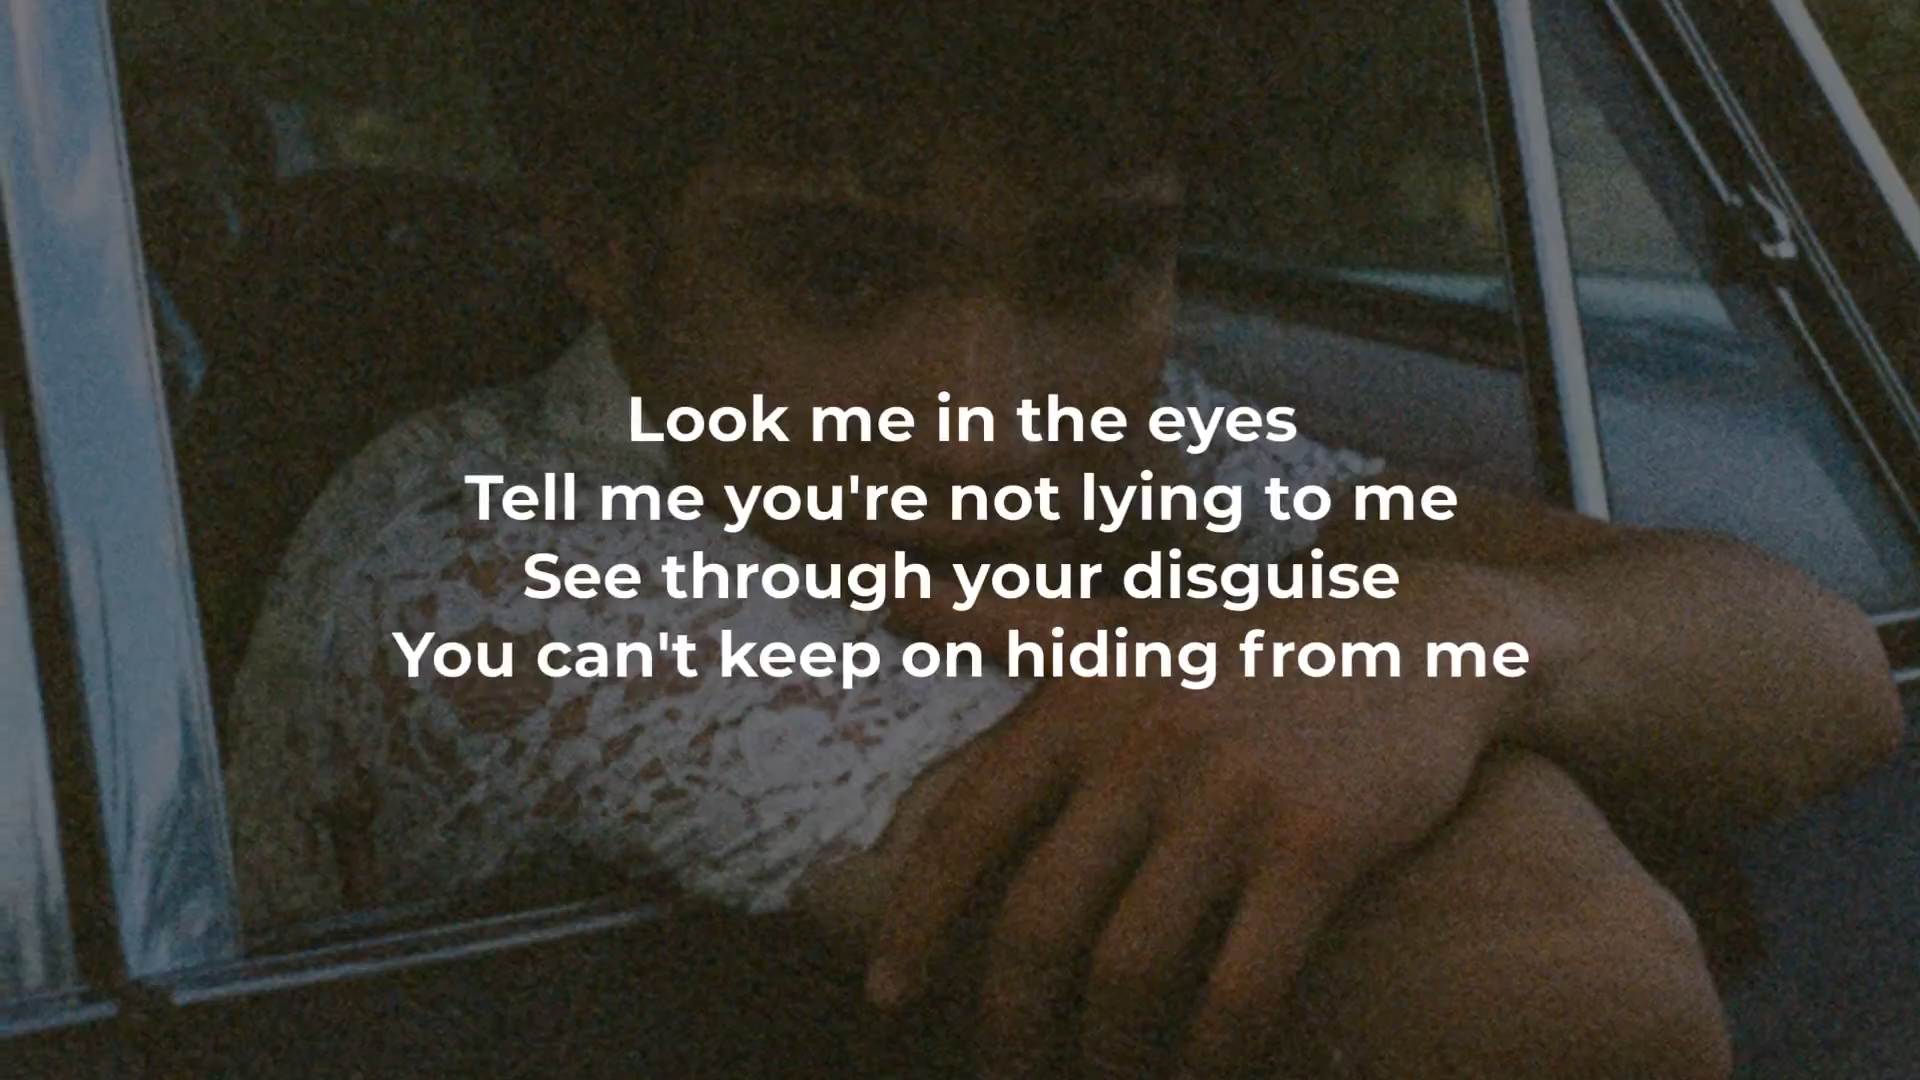 Look me in the eyes
Tell me you're not lying to me
See through your disguise
You can't keep on hiding from me